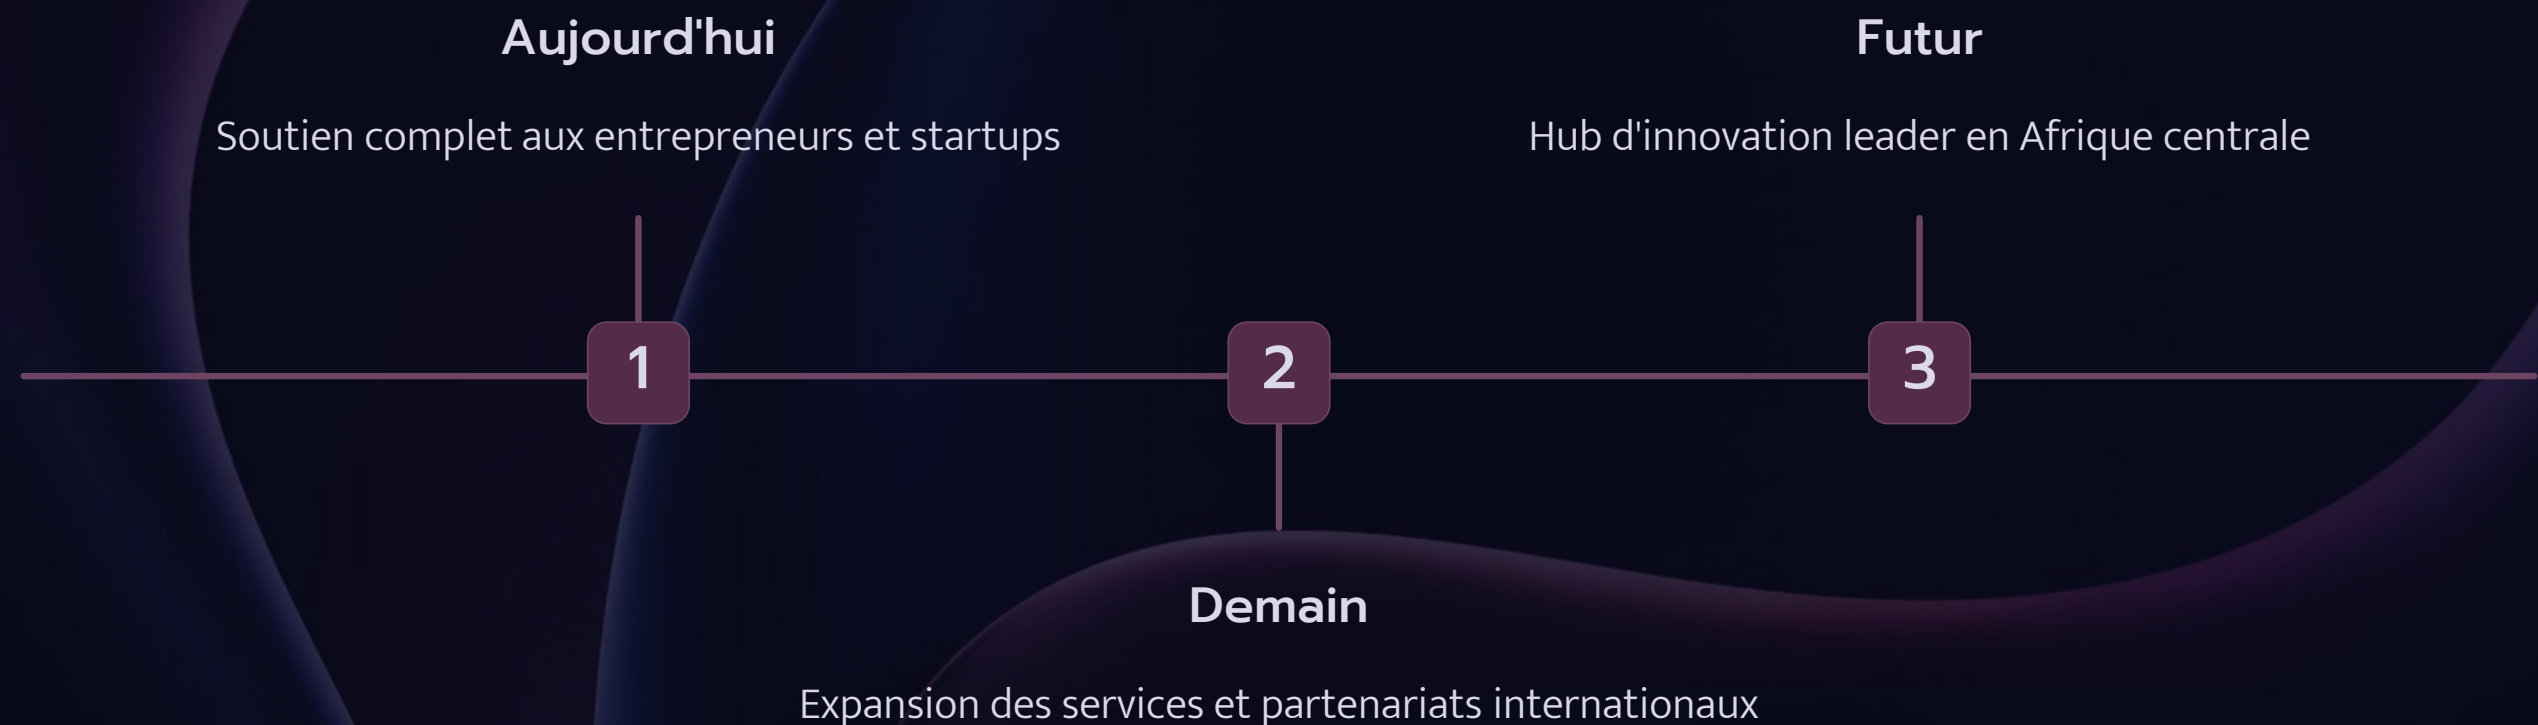 Aujourd'hui
Soutien complet aux entrepreneurs et startups
Futur
Hub d'innovation leader en Afrique centrale
1
2
3
Demain
Expansion des services et partenariats internationaux